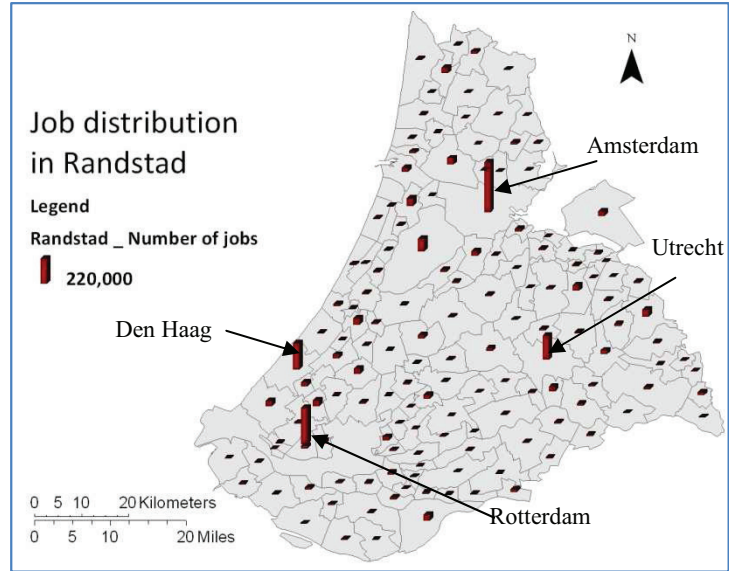 N
Job distribution
in Randstad
Legend
Randstad _ Number of jobs
220,000
Amsterdam
Utrecht
Den Haag
Rotterdam
0 5 10 20 Kilometers
0 5 10 20 Miles